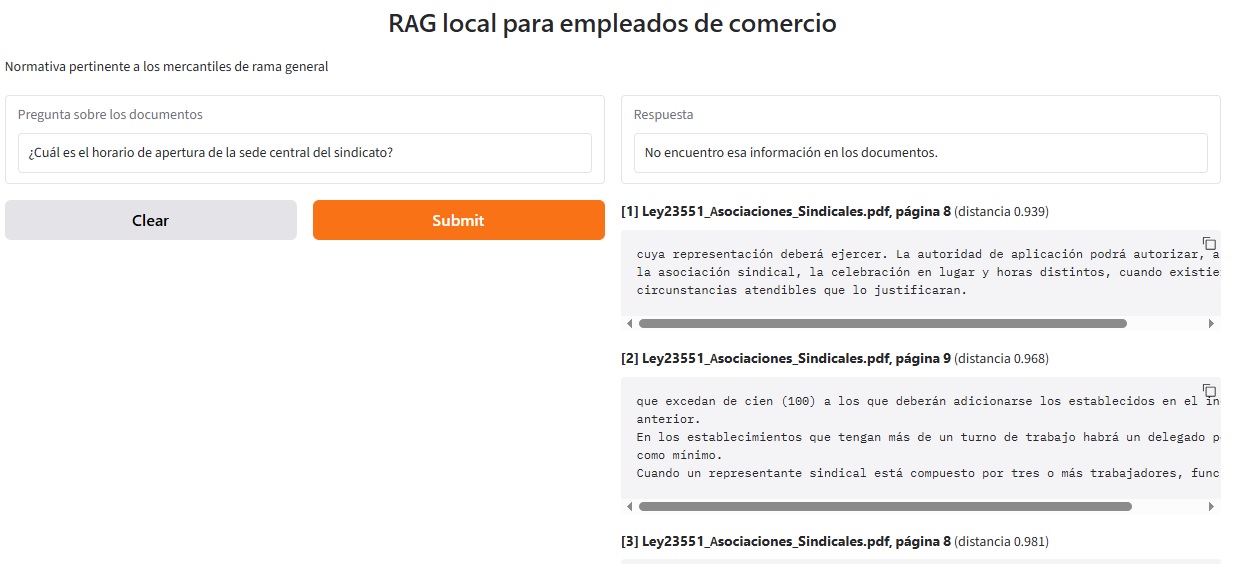 RAG local para empleados de comercio
Normativa pertinente a los mercantiles de rama general
Pregunta sobre los documentos
¿Cuál es el horario de apertura de la sede central del sindicato?
Clear
Submit
Respuesta
No encuentro esa información en los documentos.
[1] Ley23551_Asociaciones_Sindicales.pdf, página 8 (distancia 0.939)
cuya representación deberá ejercer. La autoridad de aplicación podrá autorizar, a
la asociación sindical, la celebración en lugar y horas distintos, cuando existie
circunstancias atendibles que lo justificaran.
[2] Ley23551_Asociaciones_Sindicales.pdf, página 9 (distancia 0.968)
que excedan de cien (100) a los que deberán adicionarse los establecidos en el in
anterior.
En los establecimientos que tengan más de un turno de trabajo habrá un delegado p
como mínimo.
Cuando un representante sindical está compuesto por tres o más trabajadores, func
[3] Ley23551_Asociaciones_Sindicales.pdf, página 8 (distancia 0.981)